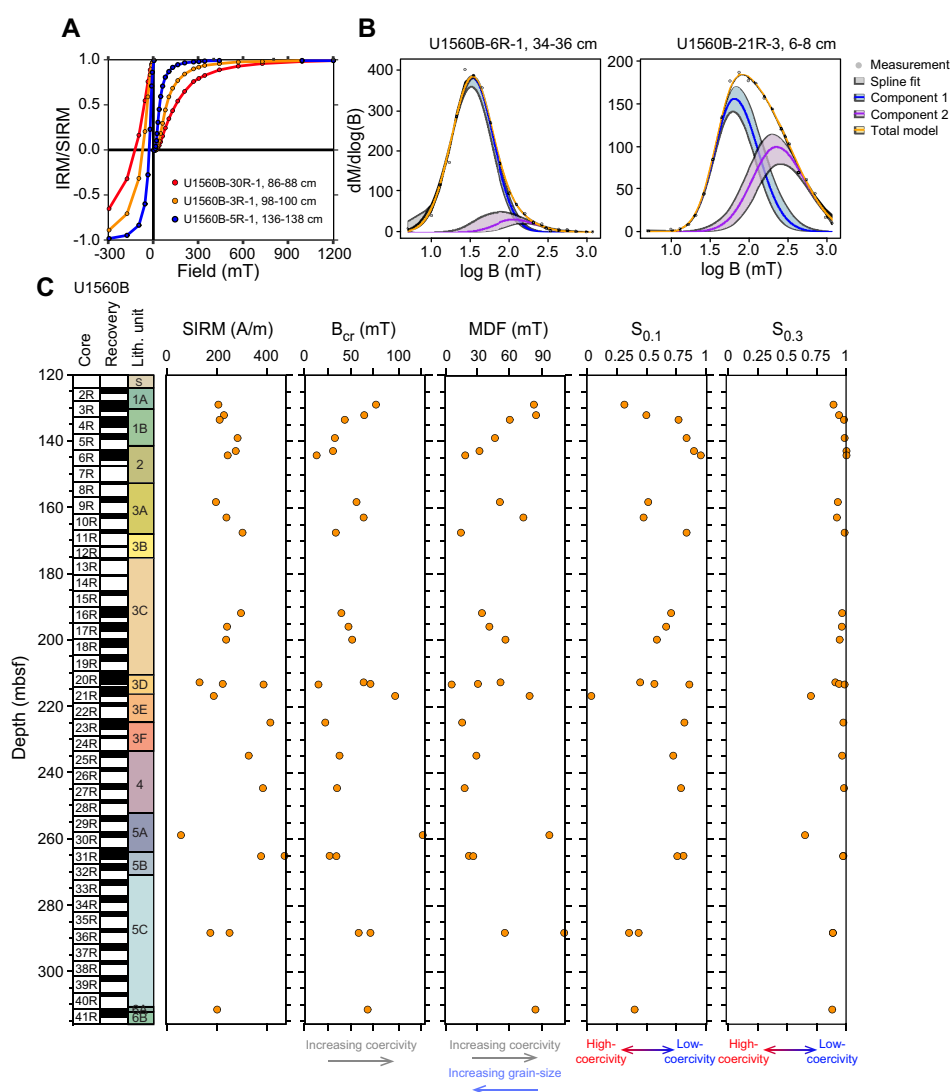 A
IRM/SIRM
1.0
0.5
0.0
-0.5
-1.0
-300
0
300
600
900
1200
Field (mT)
U1560B-30R-1, 86-88 cm
U1560B-3R-1, 98-100 cm
U1560B-5R-1, 136-138 cm
B
U1560B-6R-1, 34-36 cm
dM/dlog(B)
400
300
200
100
0
1.0 1.5 2.0 2.5 3.0
log B (mT)
U1560B-21R-3, 6-8 cm
200
150
100
50
0
1.0 1.5 2.0 2.5 3.0
log B (mT)
Measurement
Spline fit
Component 1
Component 2
Total model
C
U1560B
Core
Recovery
Lith. unit
SIRM (A/m)
0 200 400
Bcr (mT)
0 50 100
MDF (mT)
0 30 60 90
S0.1
0 0.25 0.5 0.75 1
S0.3
0 0.25 0.5 0.75 1
Depth (mbsf)
120
140
160
180
200
220
240
260
280
300
2R
3R
4R
5R
6R
7R
8R
9R
10R
11R
12R
13R
14R
15R
16R
17R
18R
19R
20R
21R
22R
23R
24R
25R
26R
27R
28R
29R
30R
31R
32R
33R
34R
35R
36R
37R
38R
39R
40R
41R
S
1A
1B
2
3A
3B
3C
3D
3E
3F
4
5A
5B
5C
6B
Increasing coercivity
Increasing coercivity
Increasing grain-size
High-
coercivity
Low-
coercivity
High-
coercivity
Low-
coercivity